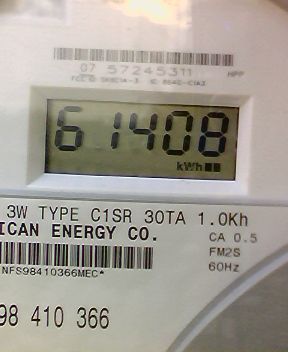 07 57245311 HPP
61408
kWh
3W TYPE C1SR 30TA 1.0Kh
ICAN ENERGY CO.
CA 0.5
FM2S
60Hz
NFS98410366MEC*
98 410 366